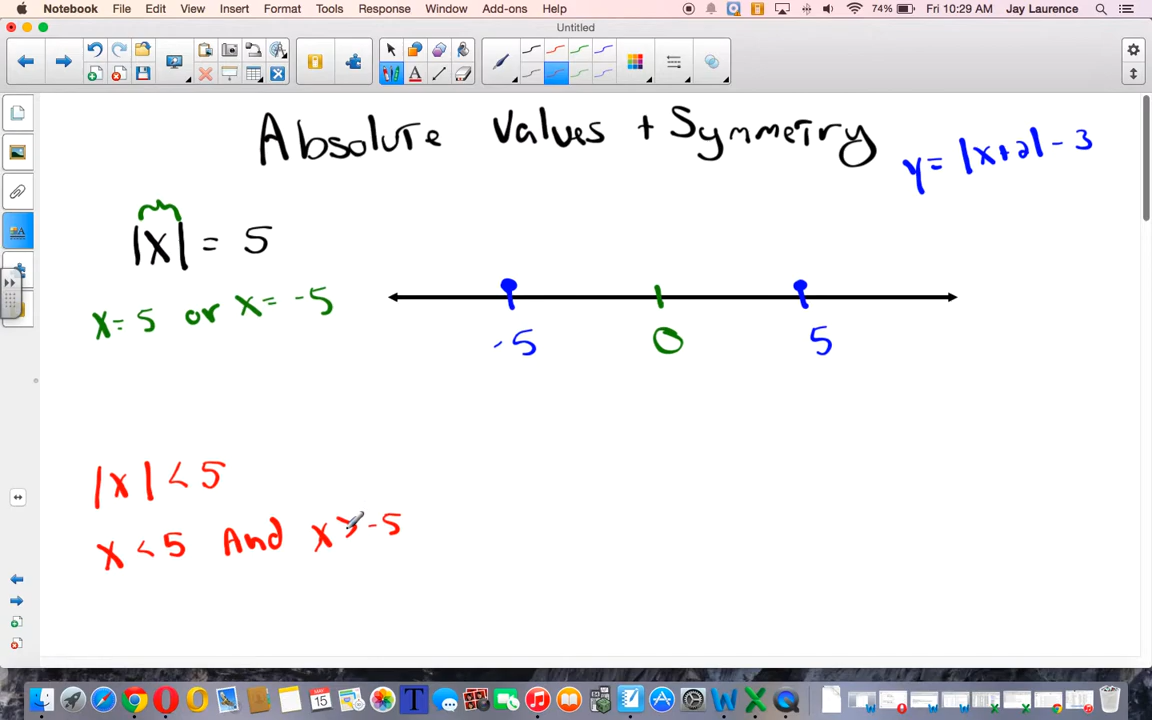 Notebook File Edit View Insert Format Tools Response Window Add-ons Help 74% Fri 10:29 AM Jay Laurence
Untitled
Absolute Values + Symmetry
y = |x+2| - 3
|x| = 5
x = 5 or x = -5
-5 0 5
|x| < 5
x < 5 And x > -5